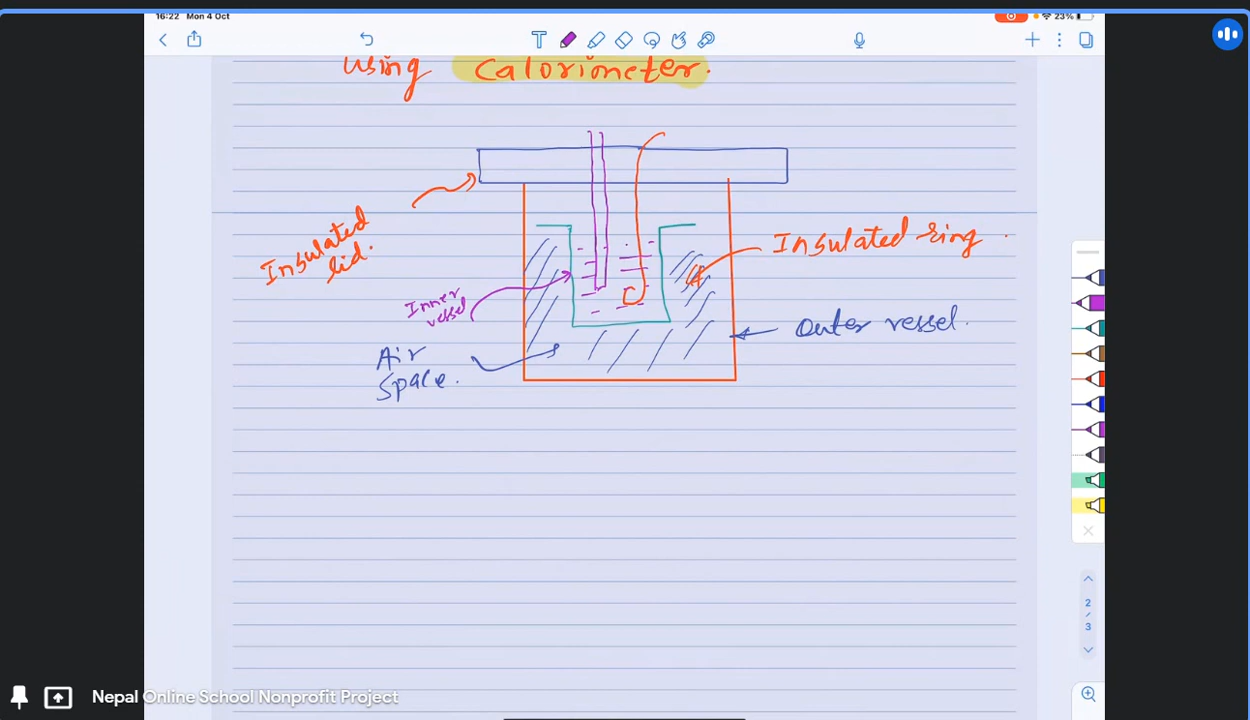 16:22 Mon 4 Oct
23%
using Calorimeter.
Insulated
lid.
Insulated ring
Inner
vessel
Outer vessel.
Air
Space.
2
/
3
Nepal Online School Nonprofit Project